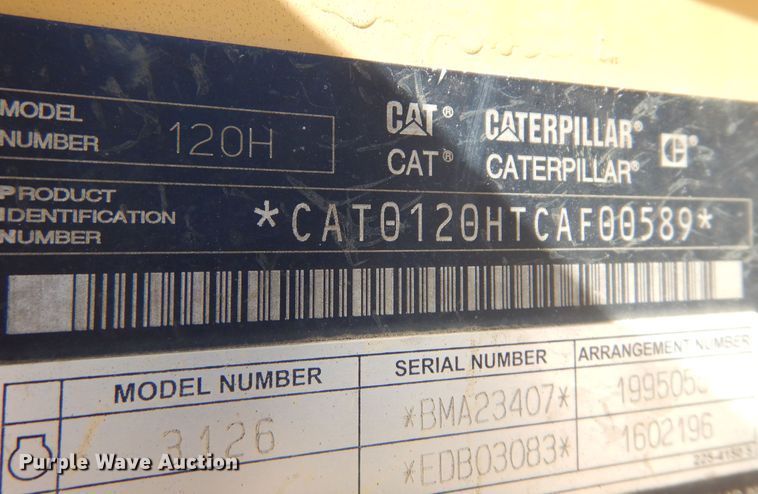 MODEL
NUMBER 120H
CAT® CATERPILLAR®
CAT® CATERPILLAR®
PRODUCT
IDENTIFICATION
NUMBER *CAT0120HTCAF00589*
MODEL NUMBER SERIAL NUMBER ARRANGEMENT NUMBER
3126 *BMA23407*
*EDB03083* 1602196
Purple Wave Auction